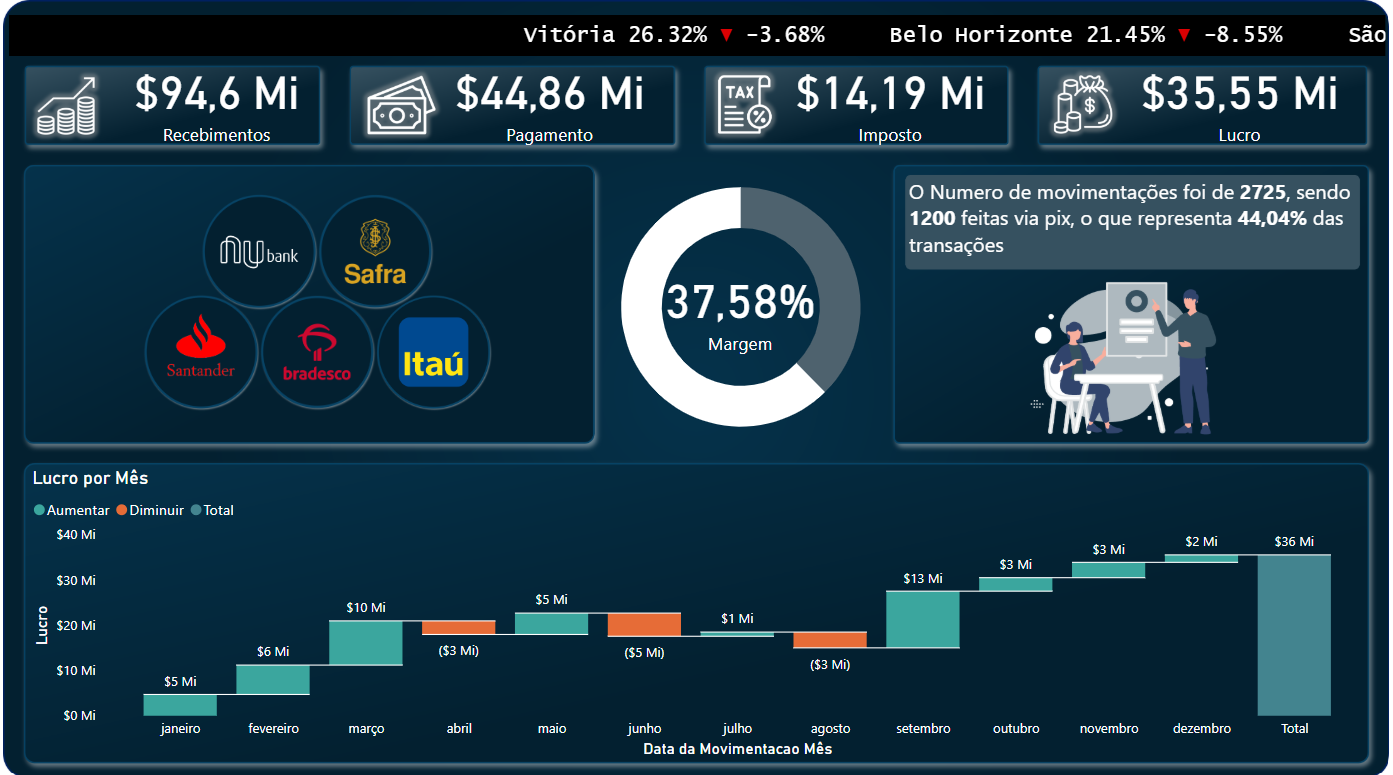 Vitória 26.32% ▼ -3.68% Belo Horizonte 21.45% ▼ -8.55% São
$94,6 Mi
Recebimentos
$44,86 Mi
Pagamento
TAX
%
$14,19 Mi
Imposto
$
$35,55 Mi
Lucro
nu bank
Safra
Santander
bradesco
Itaú
37,58%
Margem
O Numero de movimentações foi de 2725, sendo
1200 feitas via pix, o que representa 44,04% das
transações
Lucro por Mês
Aumentar Diminuir Total
Lucro
$40 Mi
$30 Mi
$20 Mi
$10 Mi
$0 Mi
$5 Mi
$6 Mi
$10 Mi
($3 Mi)
$5 Mi
($5 Mi)
$1 Mi
($3 Mi)
$13 Mi
$3 Mi
$3 Mi
$2 Mi
$36 Mi
janeiro fevereiro março abril maio junho julho agosto setembro outubro novembro dezembro Total
Data da Movimentacao Mês